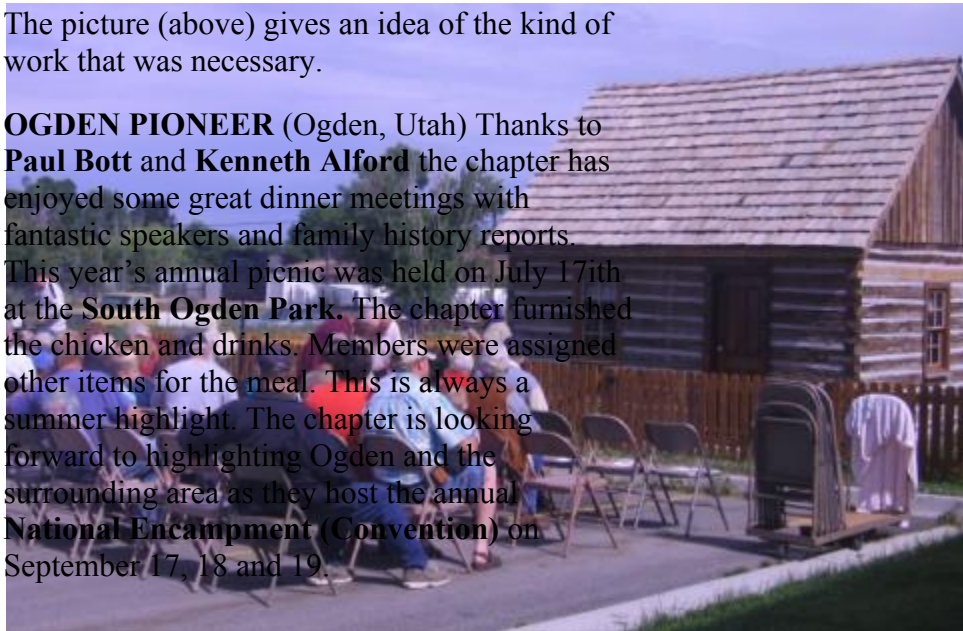 The picture (above) gives an idea of the kind of
work that was necessary.
OGDEN PIONEER (Ogden, Utah) Thanks to
Paul Bott and Kenneth Alford the chapter has
enjoyed some great dinner meetings with
fantastic speakers and family history reports.
This year's annual picnic was held on July 17ith
at the South Ogden Park. The chapter furnished
the chicken and drinks. Members were assigned
other items for the meal. This is always a
summer highlight. The chapter is looking
forward to highlighting Ogden and the
surrounding area as they host the annual
National Encampment (Convention) on
September 17, 18 and 19.